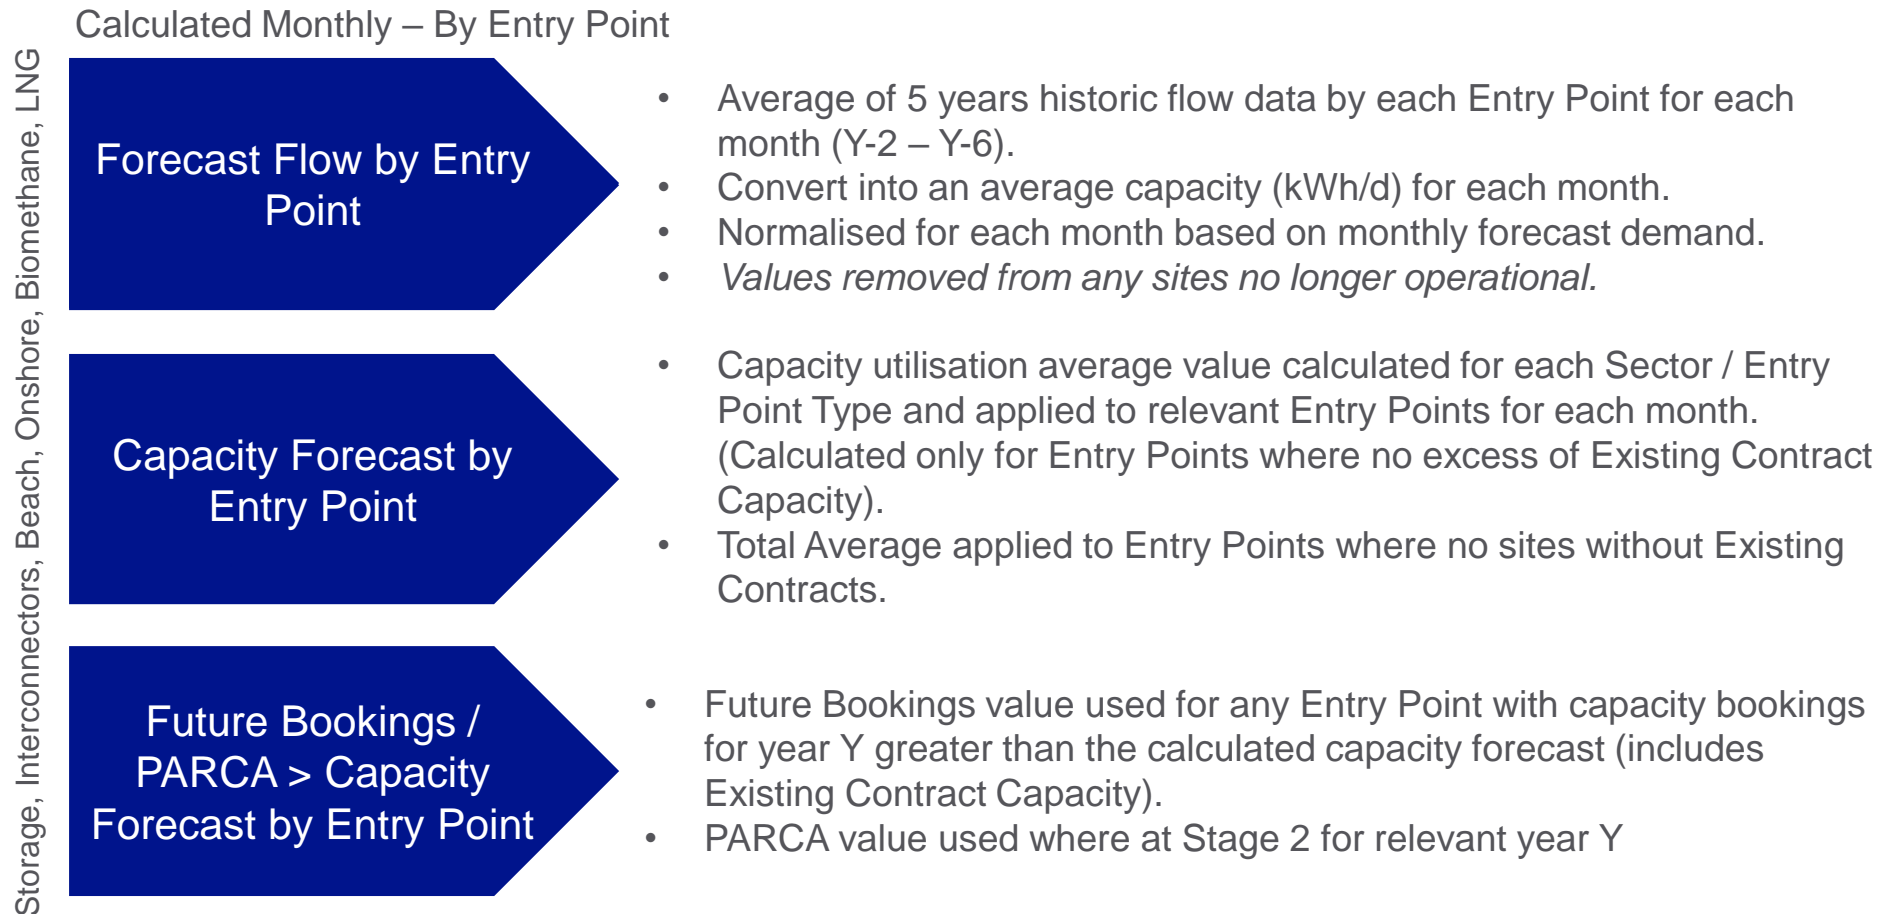 Calculated Monthly – By Entry Point
Storage, Interconnectors, Beach, Onshore, Biomethane, LNG
Forecast Flow by Entry
Point
• Average of 5 years historic flow data by each Entry Point for each
month (Y-2 – Y-6).
• Convert into an average capacity (kWh/d) for each month.
• Normalised for each month based on monthly forecast demand.
• Values removed from any sites no longer operational.
Capacity Forecast by
Entry Point
• Capacity utilisation average value calculated for each Sector / Entry
Point Type and applied to relevant Entry Points for each month.
(Calculated only for Entry Points where no excess of Existing Contract
Capacity).
• Total Average applied to Entry Points where no sites without Existing
Contracts.
Future Bookings /
PARCA > Capacity
Forecast by Entry Point
• Future Bookings value used for any Entry Point with capacity bookings
for year Y greater than the calculated capacity forecast (includes
Existing Contract Capacity).
• PARCA value used where at Stage 2 for relevant year Y